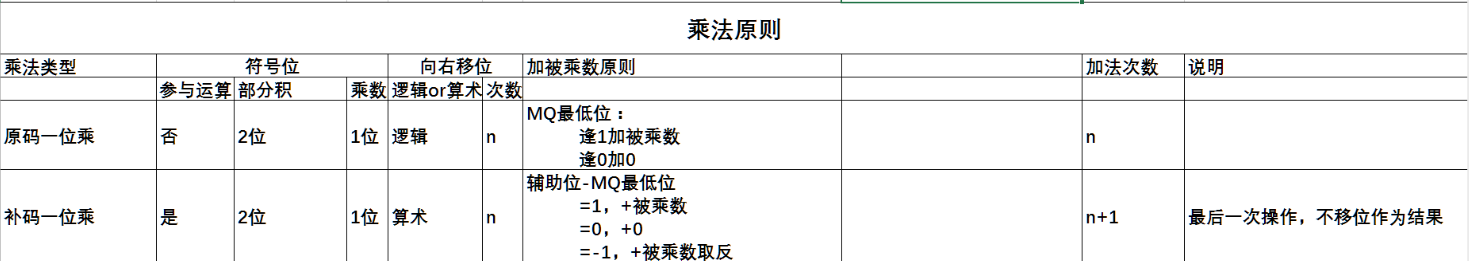 乘法原则
乘法类型 符号位 向右移位 加被乘数原则 加法次数 说明
参与运算 部分积 乘数 逻辑or算术 次数
原码一位乘 否 2位 1位 逻辑 n MQ最低位： n
逢1加被乘数
逢0加0
补码一位乘 是 2位 1位 算术 n 辅助位-MQ最低位 n+1 最后一次操作，不移位作为结果
=1，+被乘数
=0，+0
=-1，+被乘数取反